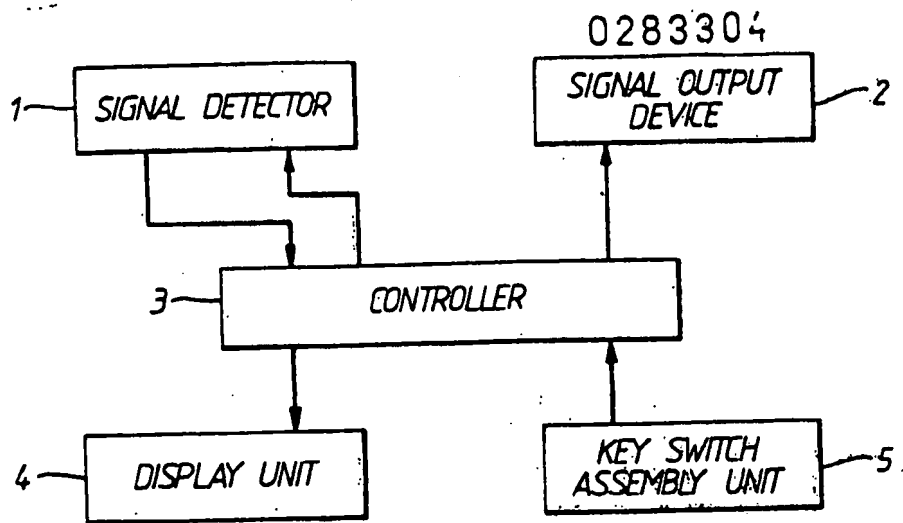 0283304
1
SIGNAL DETECTOR
SIGNAL OUTPUT
DEVICE
2
3
CONTROLLER
4
DISPLAY UNIT
KEY SWITCH
ASSEMBLY UNIT
5